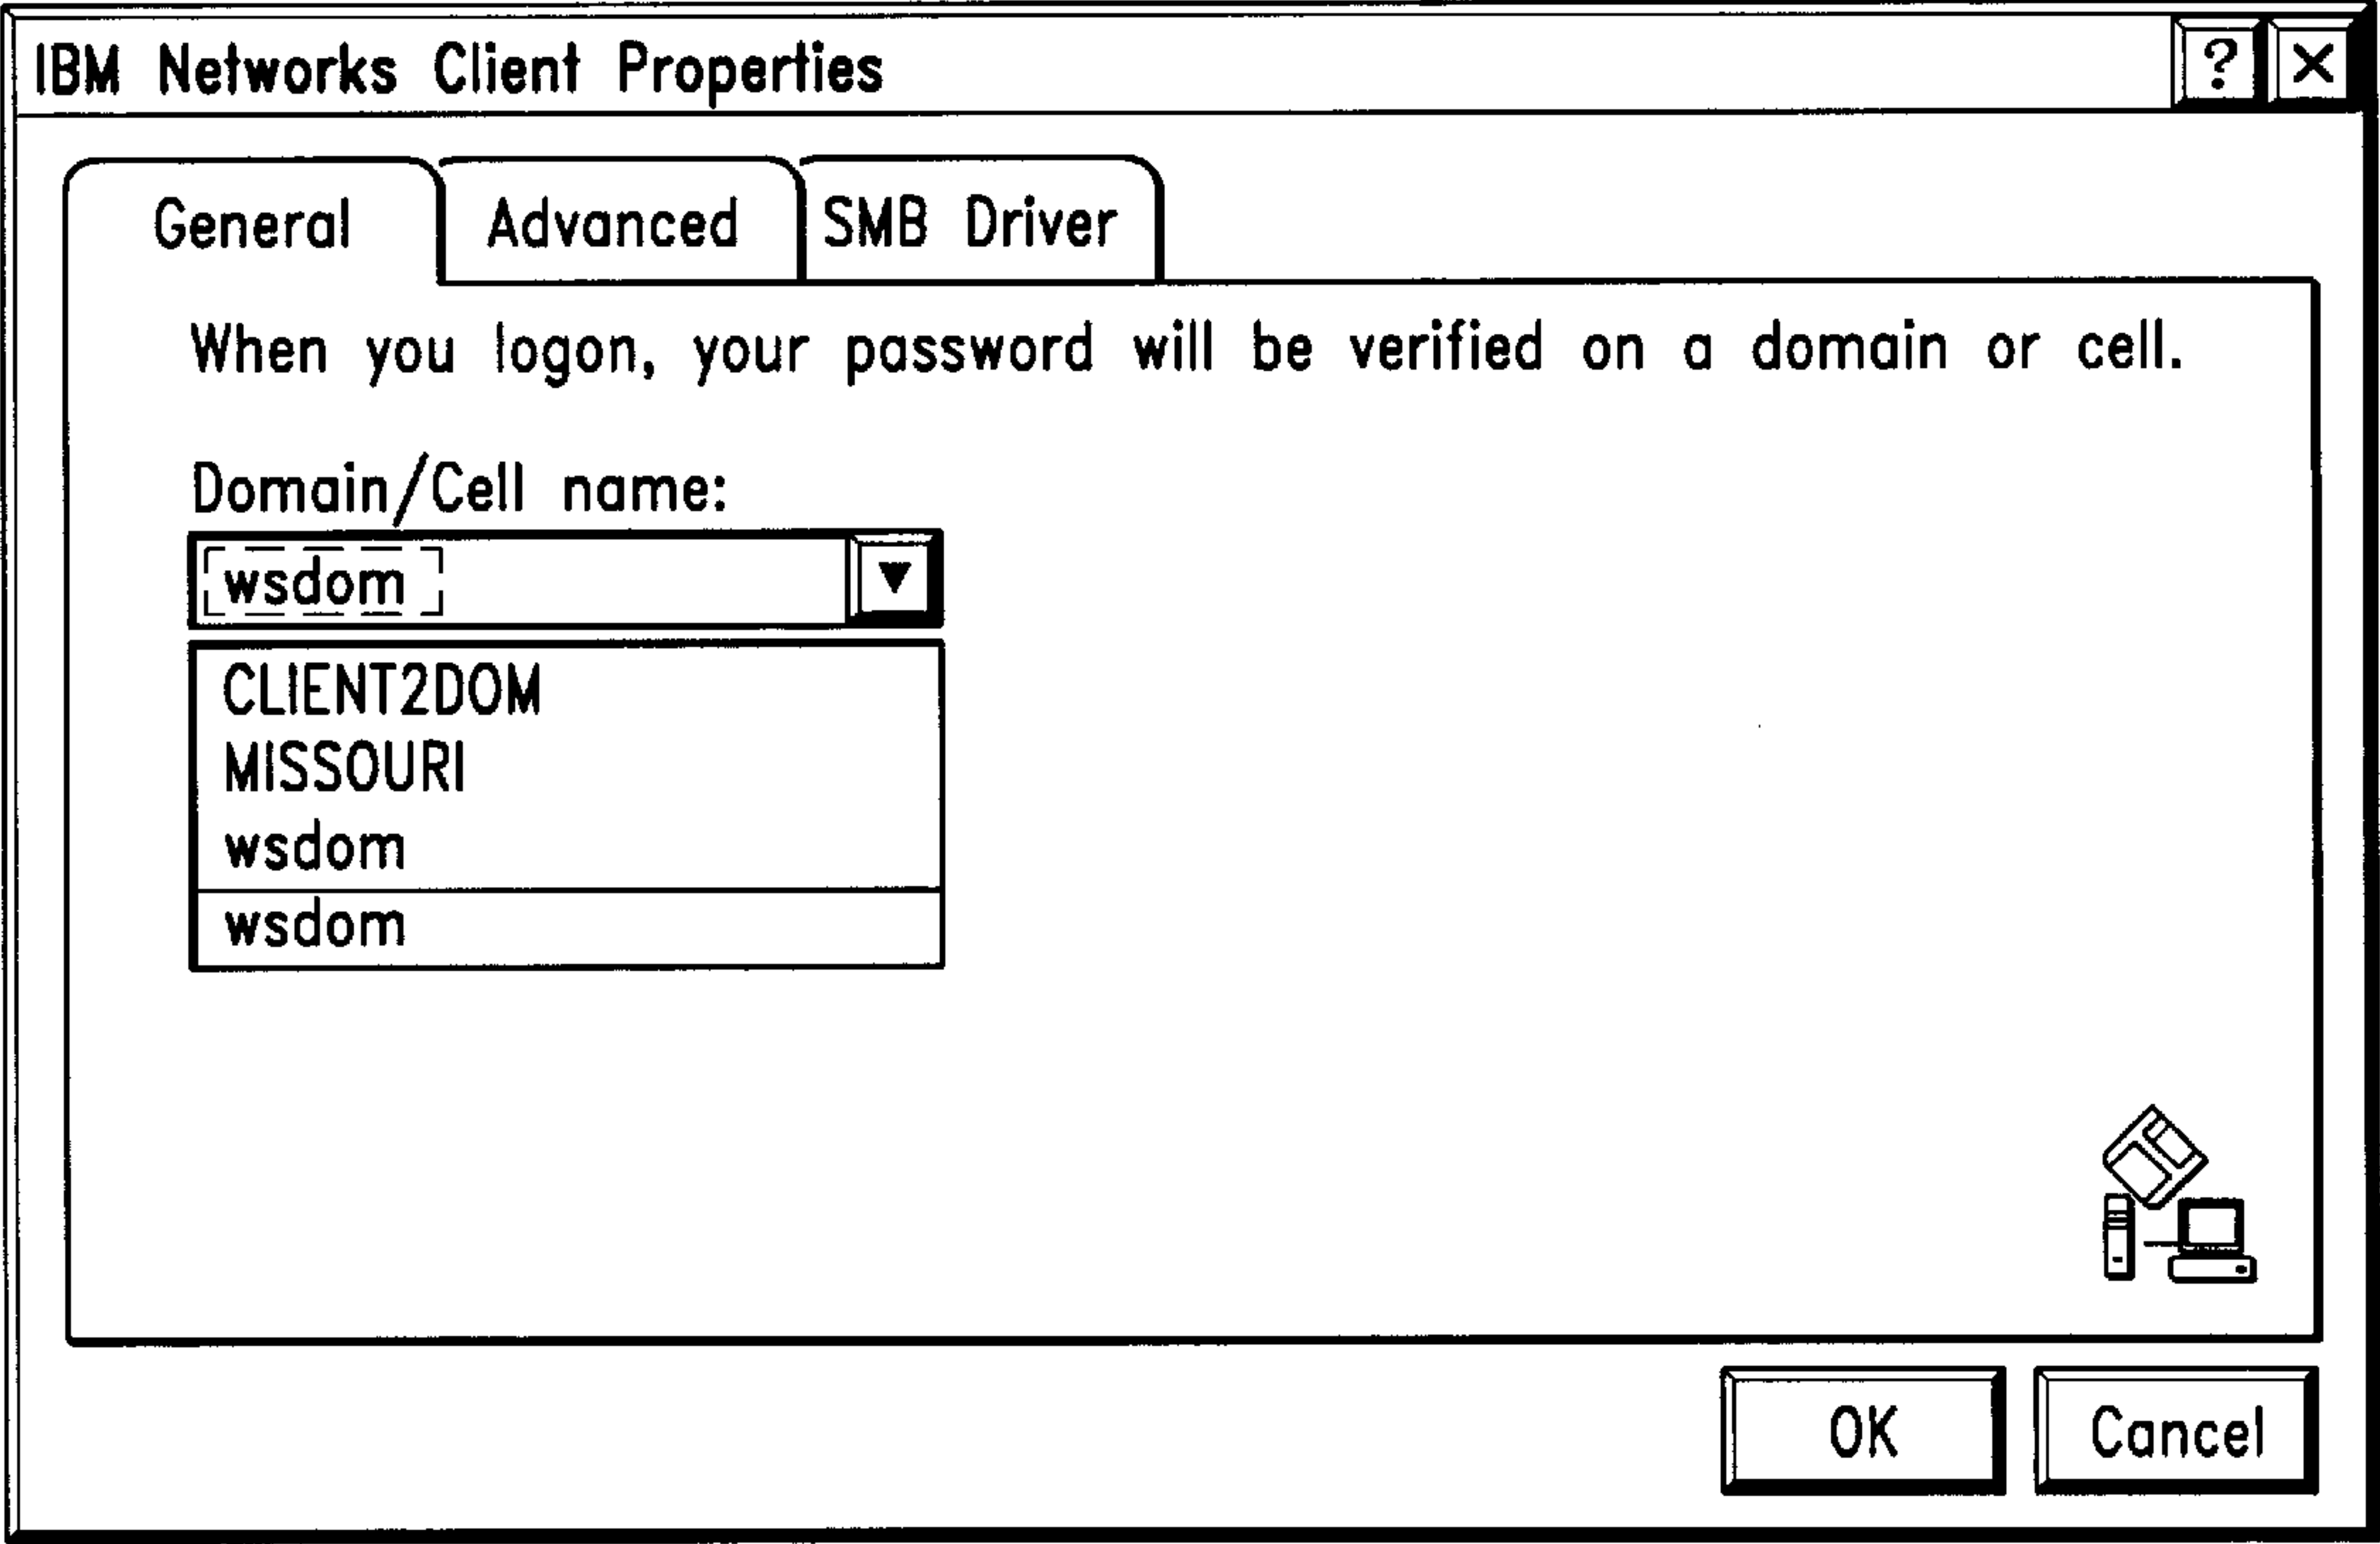 IBM Networks Client Properties ? X
General Advanced SMB Driver
When you logon, your password will be verified on a domain or cell.
Domain/Cell name:
wsdom
CLIENT2DOM
MISSOURI
wsdom
wsdom
OK Cancel